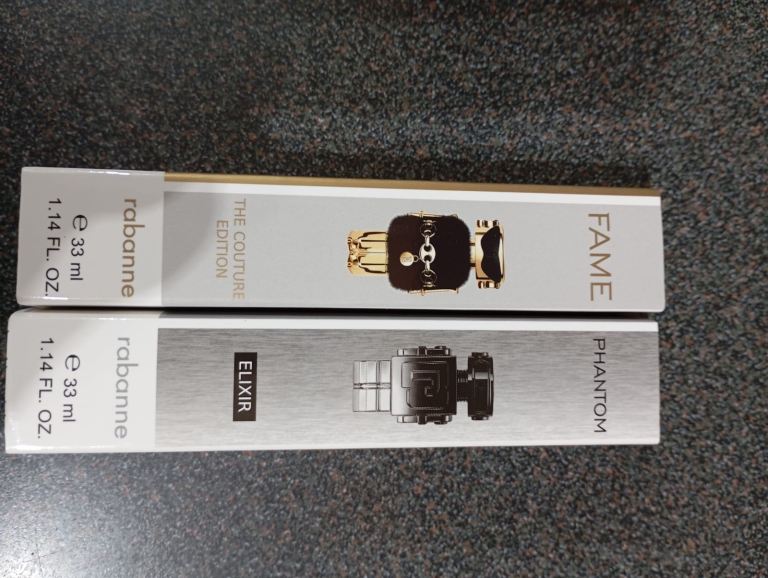 FAME
THE COUTURE
EDITION
rabanne
℮ 33 ml
1.14 FL. OZ.
PHANTOM
ELIXIR
rabanne
℮ 33 ml
1.14 FL.. OZ.